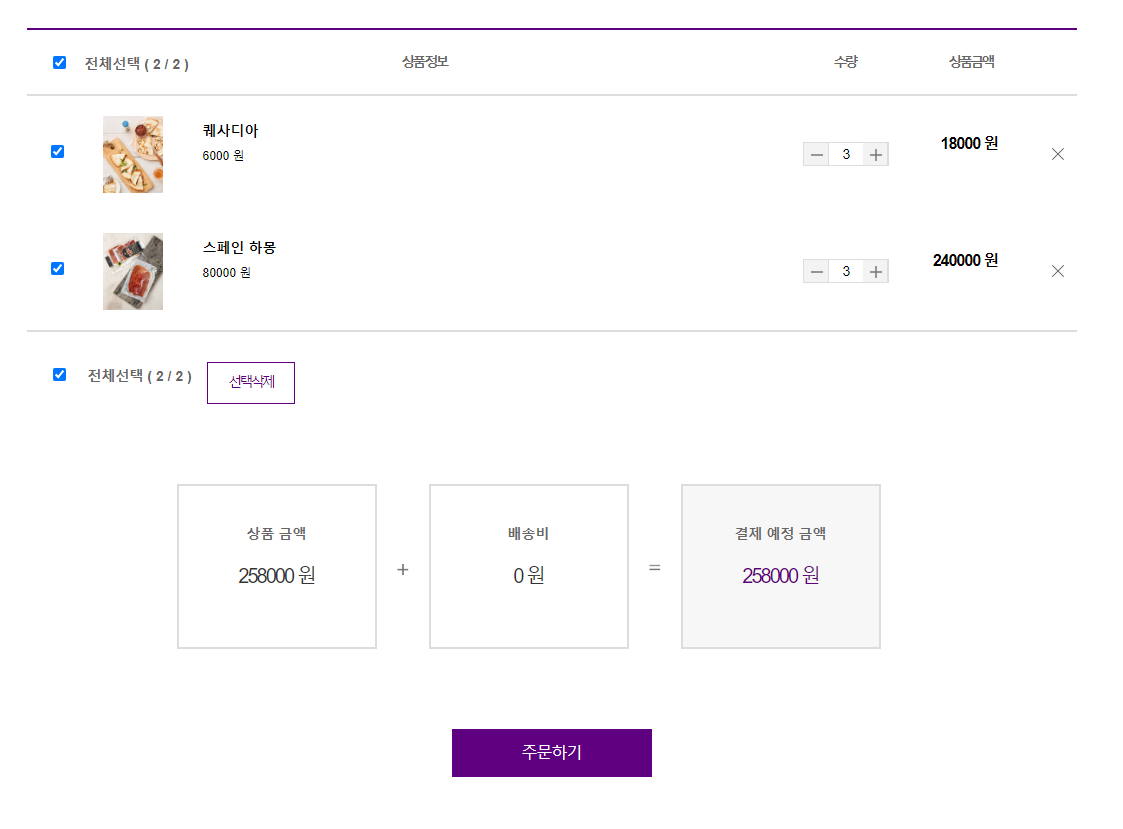 전체선택 ( 2 / 2 ) 상품정보 수량 상품금액
퀘사디아
6000 원
3
18000 원
스페인 하몽
80000 원
3
240000 원
전체선택 ( 2 / 2 ) 선택삭제
상품 금액 배송비 결제 예정 금액
258000 원 + 0 원 = 258000 원
주문하기